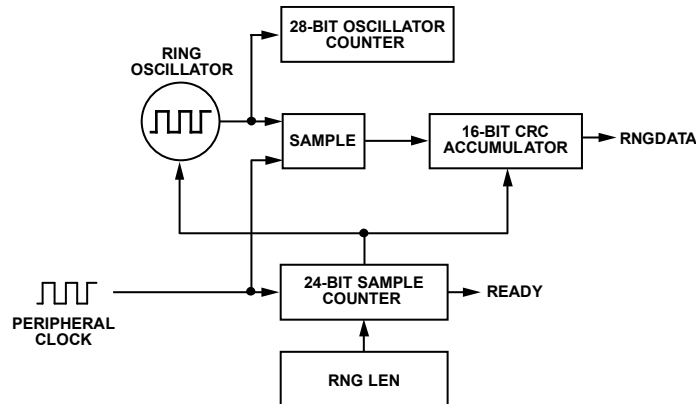 28-BIT OSCILLATOR
COUNTER
RING
OSCILLATOR
SAMPLE
16-BIT CRC
ACCUMULATOR
RNGDATA
24-BIT SAMPLE
COUNTER
READY
PERIPHERAL
CLOCK
RNG LEN